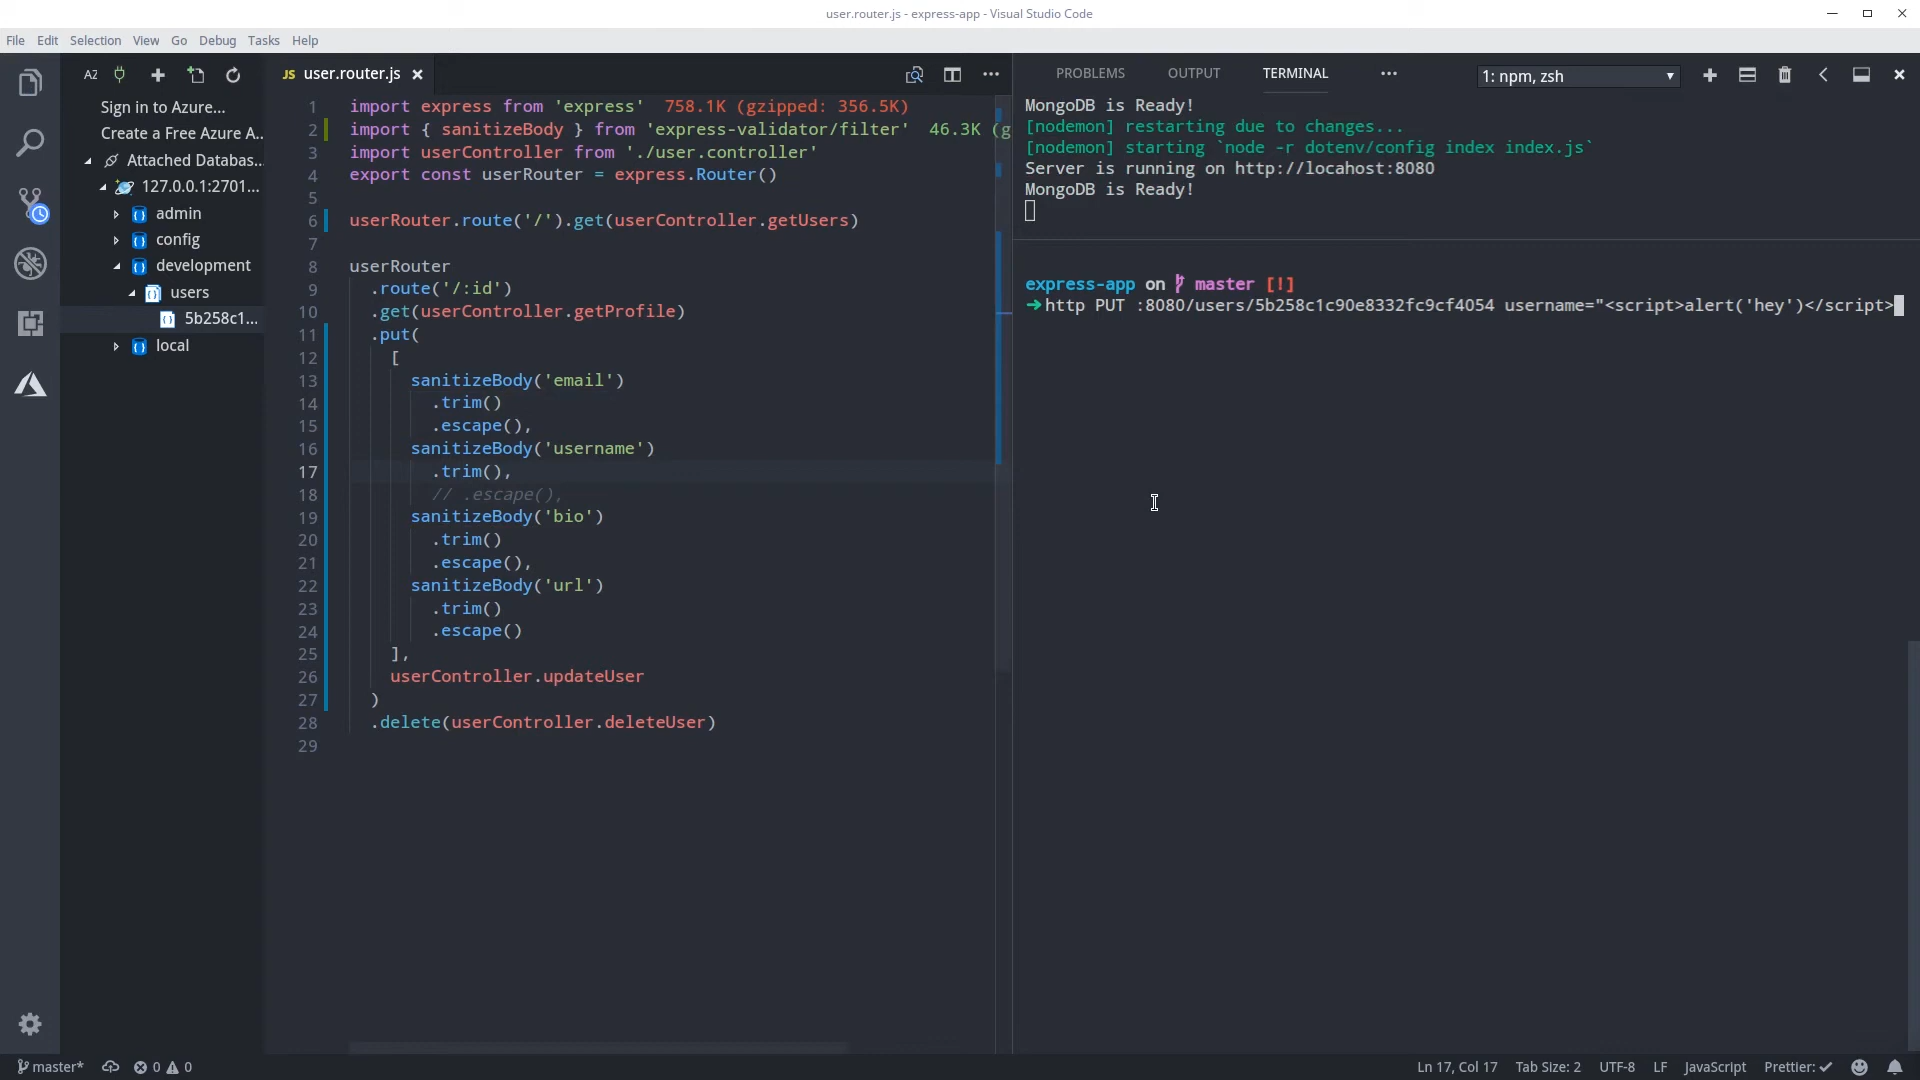 user.router.js - express-app - Visual Studio Code
File Edit Selection View Go Debug Tasks Help
AZ
Sign in to Azure...
Create a Free Azure A..
Attached Databas...
127.0.0.1:2701...
admin
config
development
users
5b258c1...
local
JS user.router.js
1 import express from 'express' 758.1K (gzipped: 356.5K)
2 import { sanitizeBody } from 'express-validator/filter' 46.3K (g
3 import userController from './user.controller'
4 export const userRouter = express.Router()
5
6 userRouter.route('/').get(userController.getUsers)
7
8 userRouter
9 .route('/:id')
10 .get(userController.getProfile)
11 .put(
12 [
13 sanitizeBody('email')
14 .trim()
15 .escape(),
16 sanitizeBody('username')
17 .trim(),
18 // .escape(),
19 sanitizeBody('bio')
20 .trim()
21 .escape(),
22 sanitizeBody('url')
23 .trim()
24 .escape()
25 ],
26 userController.updateUser
27 )
28 .delete(userController.deleteUser)
29
PROBLEMS OUTPUT TERMINAL ••• 1: npm, zsh
MongoDB is Ready!
[nodemon] restarting due to changes...
[nodemon] starting `node -r dotenv/config index index.js`
Server is running on http://locahost:8080
MongoDB is Ready!
express-app on master [!]
➜http PUT :8080/users/5b258c1c90e8332fc9cf4054 username="<script>alert('hey')</script>
master* 0 0 Ln 17, Col 17 Tab Size: 2 UTF-8 LF JavaScript Prettier: ✓